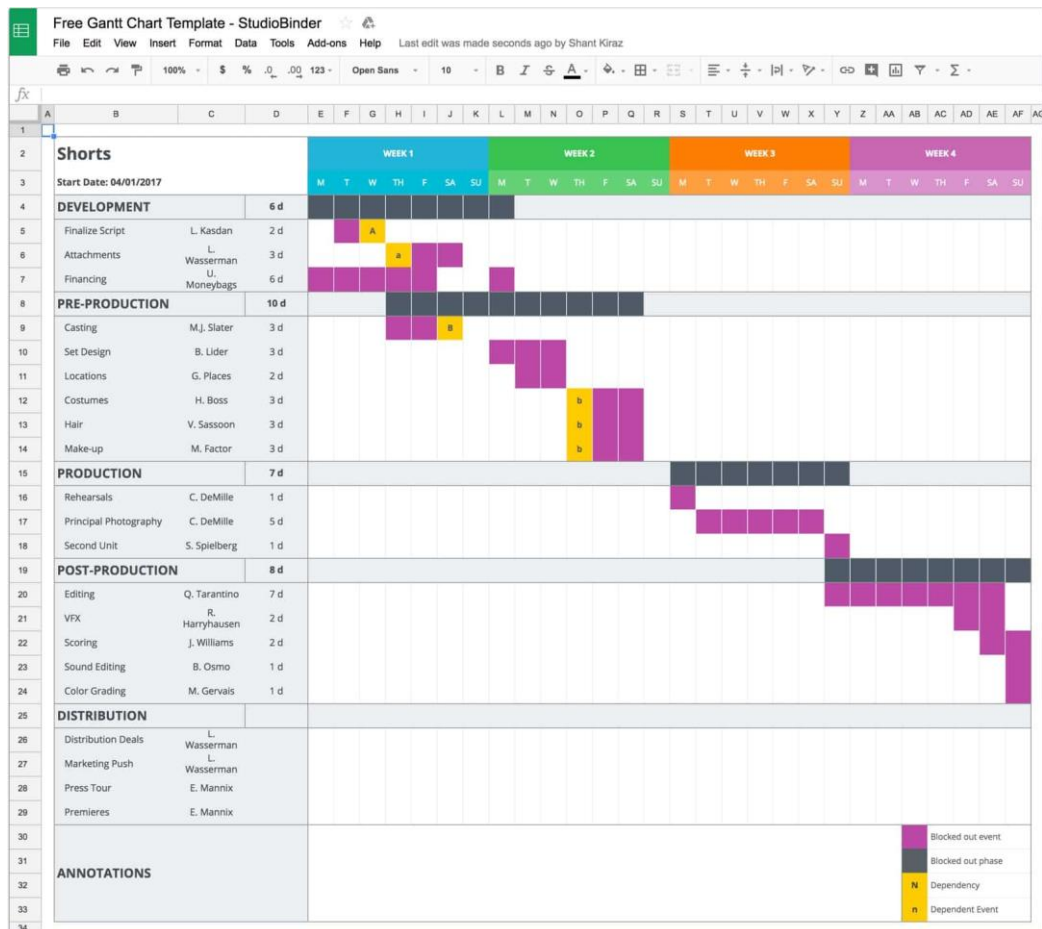 Free Gantt Chart Template - StudioBinder
File Edit View Insert Format Data Tools Add-ons Help Last edit was made seconds ago by Shant Kiraz
100% $ % .0 .00 123 Open Sans 10 B I S A Σ
fx
A B C D E F G H I J K L M N O P Q R S T U V W X Y Z AA AB AC AD AE AF AG
1
2 Shorts WEEK 1 WEEK 2 WEEK 3 WEEK 4
3 Start Date: 04/01/2017 M T W TH F SA SU M T W TH F SA SU M T W TH F SA SU M T W TH F SA SU
4 DEVELOPMENT 6 d
5 Finalize Script L. Kasdan 2 d A
6 Attachments L. Wasserman 3 d a
7 Financing U. Moneybags 6 d
8 PRE-PRODUCTION 10 d
9 Casting M.J. Slater 3 d B
10 Set Design B. Lider 3 d
11 Locations G. Places 2 d
12 Costumes H. Boss 3 d b
13 Hair V. Sassoon 3 d b
14 Make-up M. Factor 3 d b
15 PRODUCTION 7 d
16 Rehearsals C. DeMille 1 d
17 Principal Photography C. DeMille 5 d
18 Second Unit S. Spielberg 1 d
19 POST-PRODUCTION 8 d
20 Editing Q. Tarantino 7 d
21 VFX R. Harryhausen 2 d
22 Scoring J. Williams 2 d
23 Sound Editing B. Osmo 1 d
24 Color Grading M. Gervais 1 d
25 DISTRIBUTION
26 Distribution Deals L. Wasserman
27 Marketing Push L. Wasserman
28 Press Tour E. Mannix
29 Premieres E. Mannix
30 Blocked out event
31 Blocked out phase
ANNOTATIONS
32 N Dependency
33 n Dependent Event
34